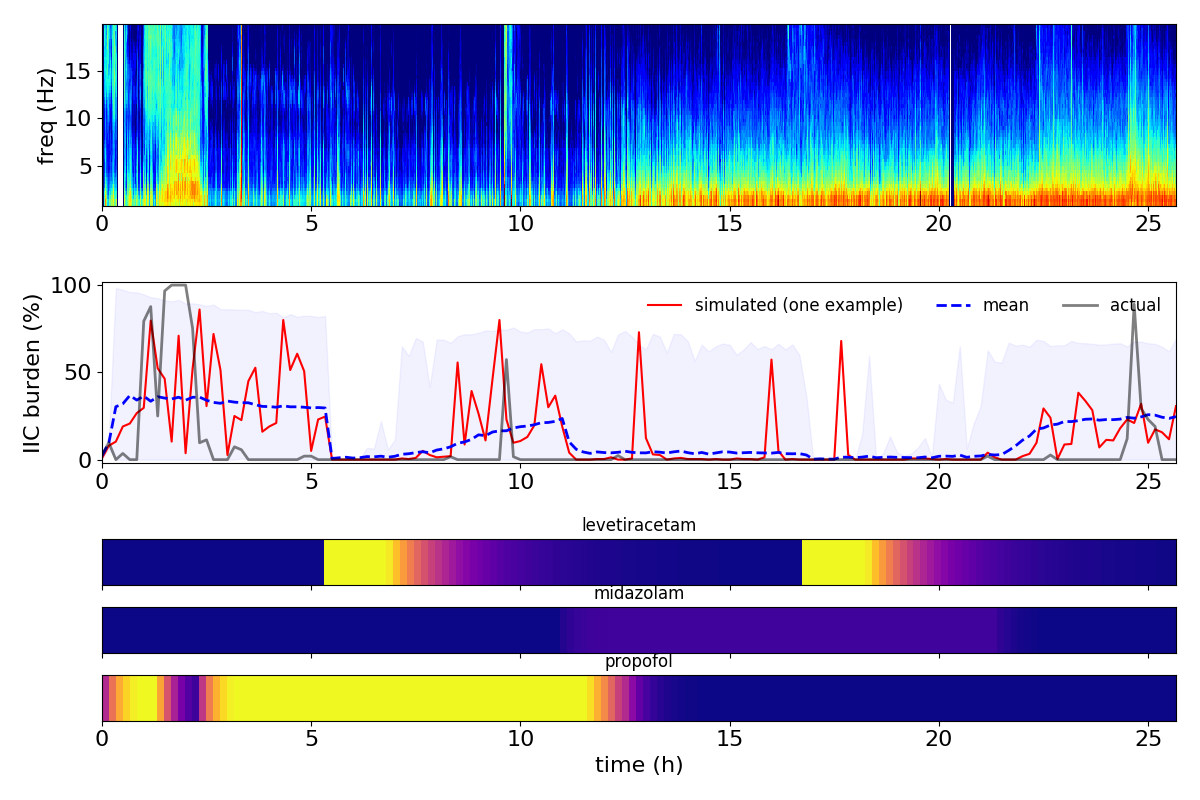 freq (Hz)
15
10
5
0 5 10 15 20 25
IIC burden (%)
100
50
0
simulated (one example) mean actual
0 5 10 15 20 25
levetiracetam
midazolam
propofol
0 5 10 15 20 25
time (h)